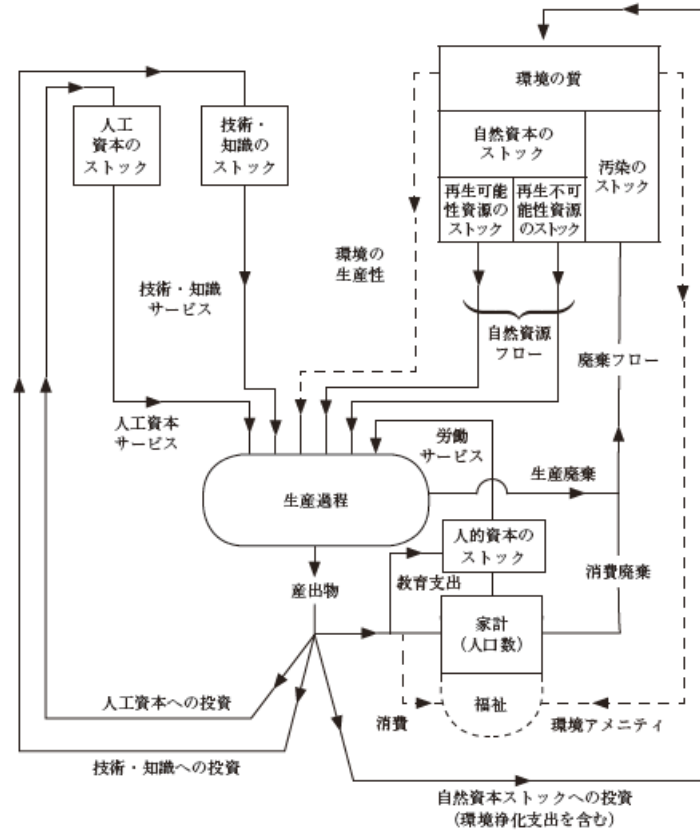 環境の質
人工
資本の
ストック
技術・
知識の
ストック
自然資本の
ストック
汚染の
ストック
再生可能
性資源の
ストック
再生不可
能性資源
のストック
環境の
生産性
技術・知識
サービス
自然資源
フロー
廃棄フロー
人工資本
サービス
労働
サービス
生産過程
生産廃棄
人的資本の
ストック
産出物
教育支出
消費廃棄
家計
(人口数)
人工資本への投資
福祉
消費
環境アメニティ
技術・知識への投資
自然資本ストックへの投資
(環境浄化支出を含む)